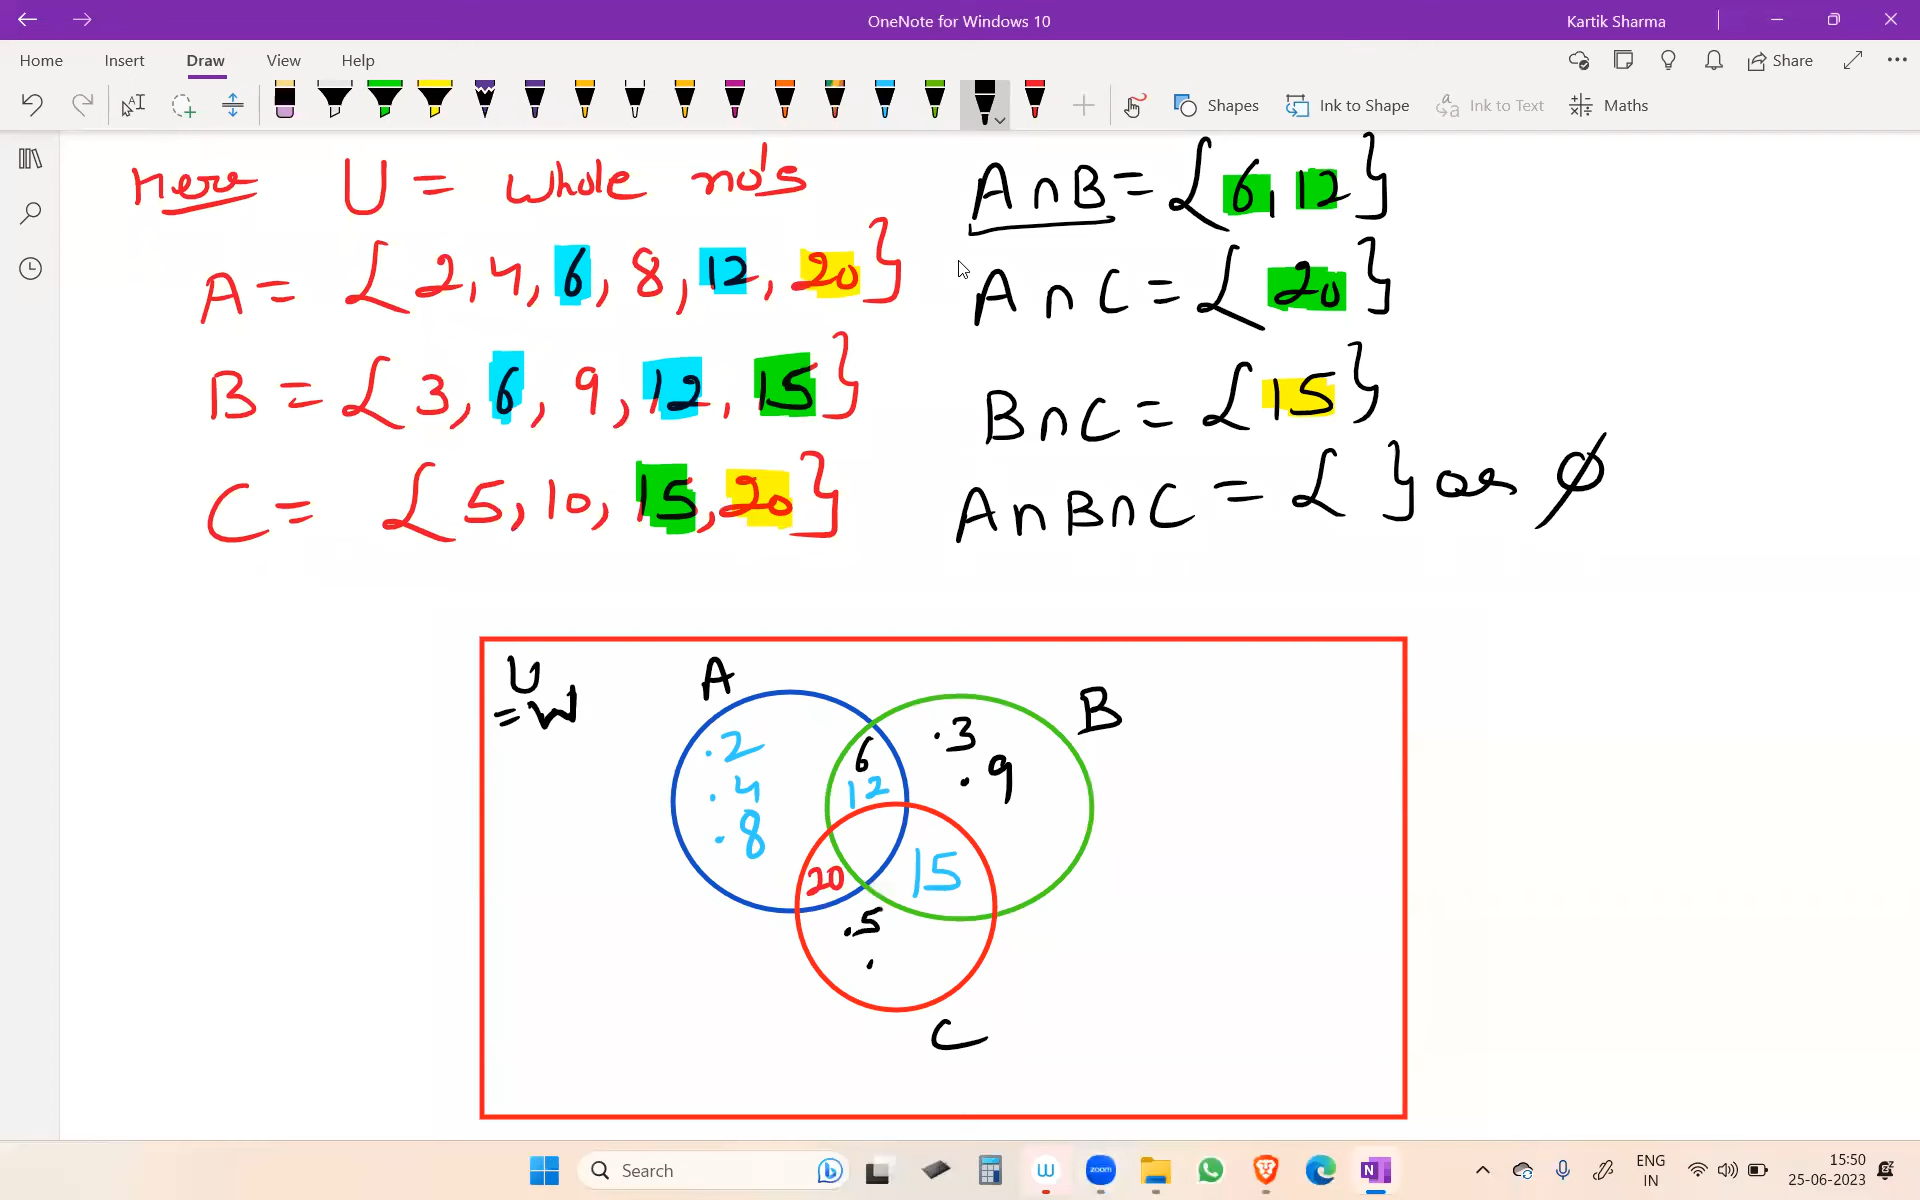 OneNote for Windows 10
Kartik Sharma
Home Insert Draw View Help
Share
Shapes Ink to Shape Ink to Text Maths
Here U = whole no's
A = {2, 4, 6, 8, 12, 20}
B = {3, 6, 9, 12, 15}
C = {5, 10, 15, 20}
A∩B = {6, 12}
A∩C = {20}
B∩C = {15}
A∩B∩C = { } or ϕ
U
= W
A
B
.2
.4
.8
6
12
.3
.9
20
15
.5
.
C
Search
zoom
ENG
IN
15:50
25-06-2023